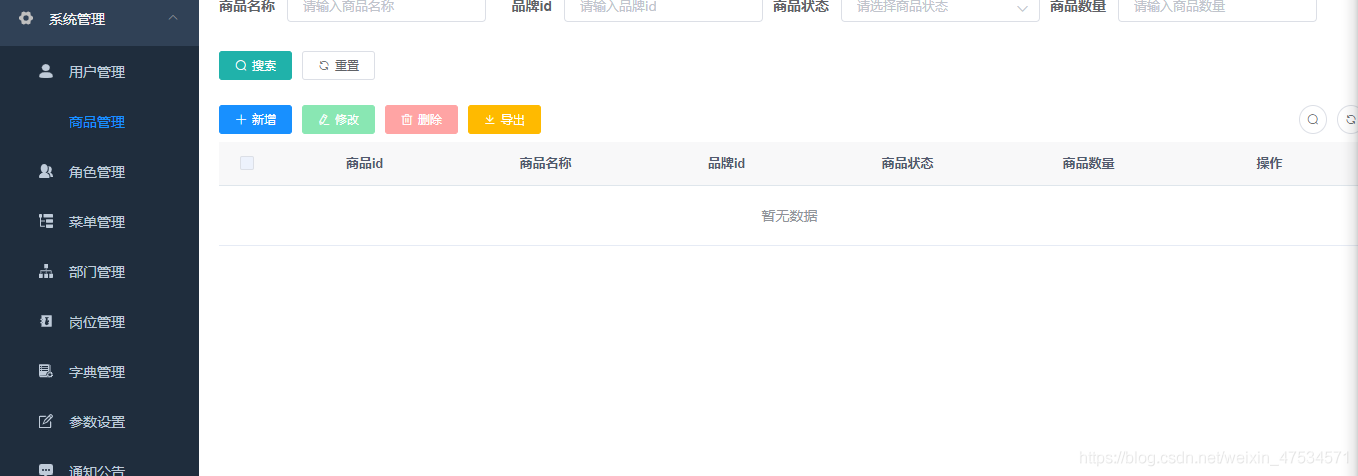 系统管理
用户管理
商品管理
角色管理
菜单管理
部门管理
岗位管理
字典管理
参数设置
通知公告
商品名称 请输入商品名称 品牌id 请输入品牌id 商品状态 请选择商品状态 商品数量 请输入商品数量
搜索 重置
新增 修改 删除 导出
商品id 商品名称 品牌id 商品状态 商品数量 操作
暂无数据
https://blog.csdn.net/weixin_47534571